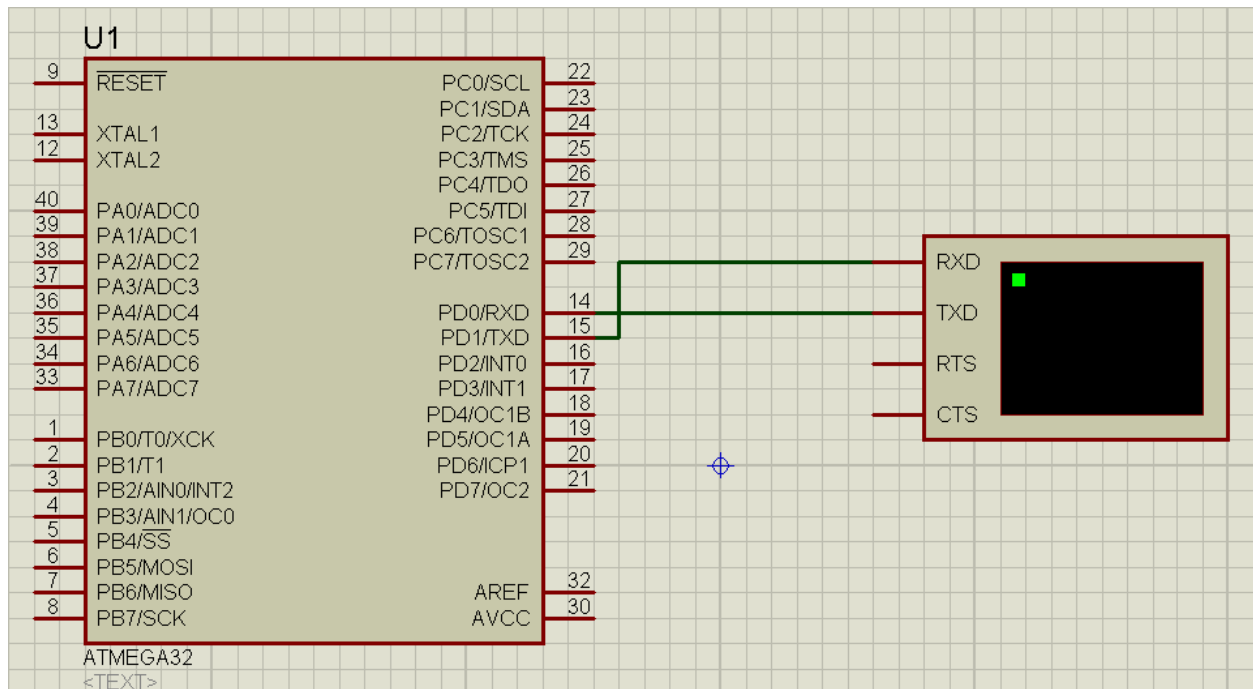 U1
9 RESET
13 XTAL1
12 XTAL2
40 PA0/ADC0
39 PA1/ADC1
38 PA2/ADC2
37 PA3/ADC3
36 PA4/ADC4
35 PA5/ADC5
34 PA6/ADC6
33 PA7/ADC7
1 PB0/T0/XCK
2 PB1/T1
3 PB2/AIN0/INT2
4 PB3/AIN1/OC0
5 PB4/SS
6 PB5/MOSI
7 PB6/MISO
8 PB7/SCK
PC0/SCL 22
PC1/SDA 23
PC2/TCK 24
PC3/TMS 25
PC4/TDO 26
PC5/TDI 27
PC6/TOSC1 28
PC7/TOSC2 29
PD0/RXD 14
PD1/TXD 15
PD2/INT0 16
PD3/INT1 17
PD4/OC1B 18
PD5/OC1A 19
PD6/ICP1 20
PD7/OC2 21
AREF 32
AVCC 30
ATMEGA32
<TEXT>
RXD
TXD
RTS
CTS